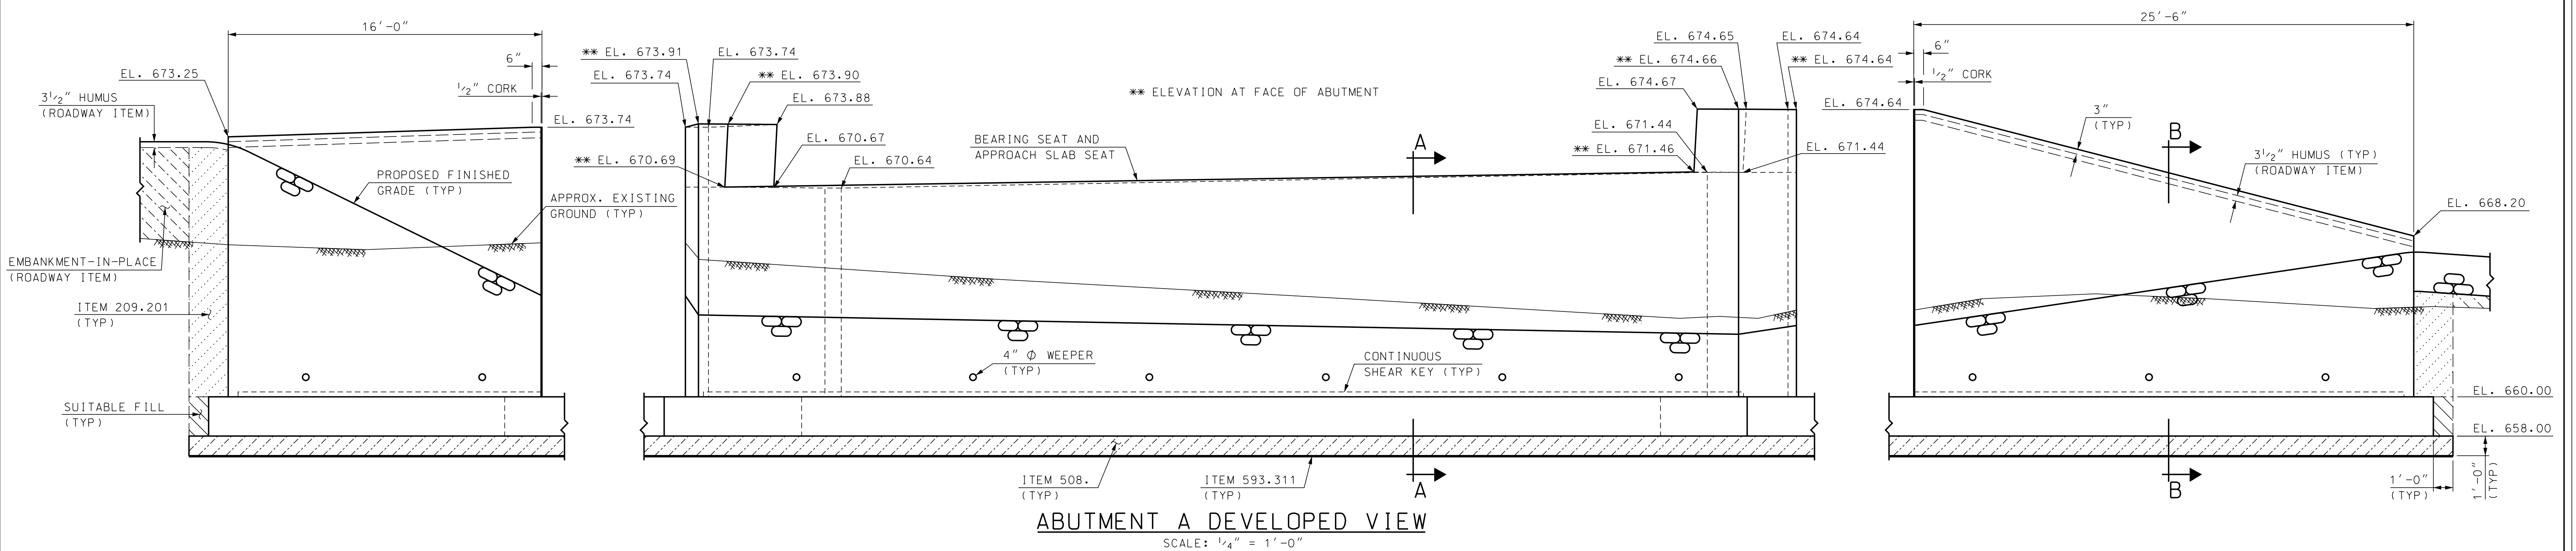 16'-0"
6"
EL. 673.25
1/2" CORK
3 1/2" HUMUS
(ROADWAY ITEM)
EL. 673.74
PROPOSED FINISHED
GRADE (TYP)
APPROX. EXISTING
GROUND (TYP)
EMBANKMENT-IN-PLACE
(ROADWAY ITEM)
ITEM 209.201
(TYP)
SUITABLE FILL
(TYP)
** EL. 673.91
EL. 673.74
EL. 673.74
** EL. 673.90
EL. 673.88
EL. 670.67
** EL. 670.69
EL. 670.64
** ELEVATION AT FACE OF ABUTMENT
BEARING SEAT AND
APPROACH SLAB SEAT
A
EL. 674.65
EL. 674.64
** EL. 674.66
** EL. 674.64
EL. 674.67
EL. 671.44
** EL. 671.46
EL. 671.44
4" Ø WEEPER
(TYP)
CONTINUOUS
SHEAR KEY (TYP)
ITEM 508.
(TYP)
ITEM 593.311
(TYP)
A
25'-6"
6"
1/2" CORK
EL. 674.64
3"
(TYP)
B
3 1/2" HUMUS (TYP)
(ROADWAY ITEM)
EL. 668.20
EL. 660.00
EL. 658.00
1'-0"
(TYP)
1'-0"
(TYP)
B
ABUTMENT A DEVELOPED VIEW
SCALE: 1/4" = 1'-0"